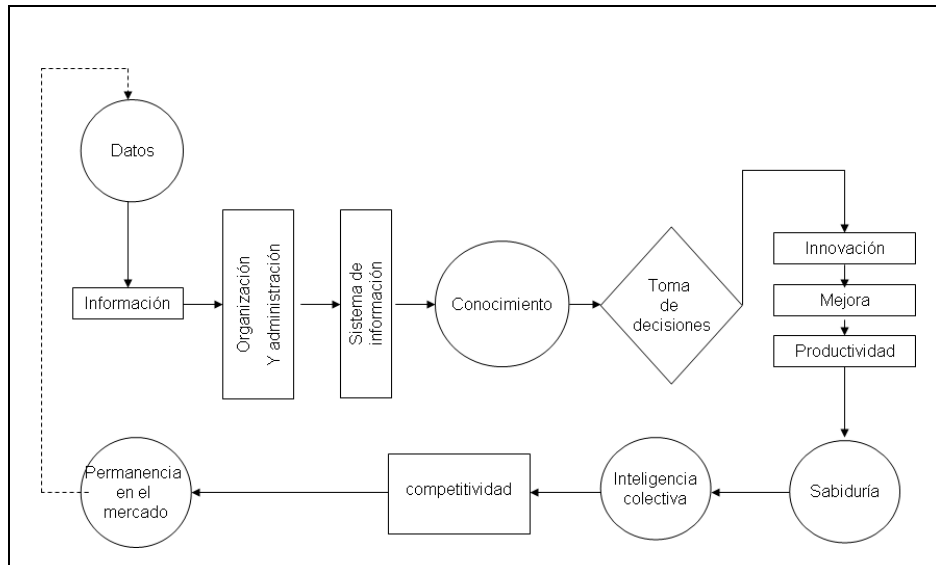 Datos
Información
Organización
Y administración
Sistema de
información
Conocimiento
Toma
de
decisiones
Innovación
Mejora
Productividad
Sabiduría
Inteligencia
colectiva
competitividad
Permanencia
en el
mercado